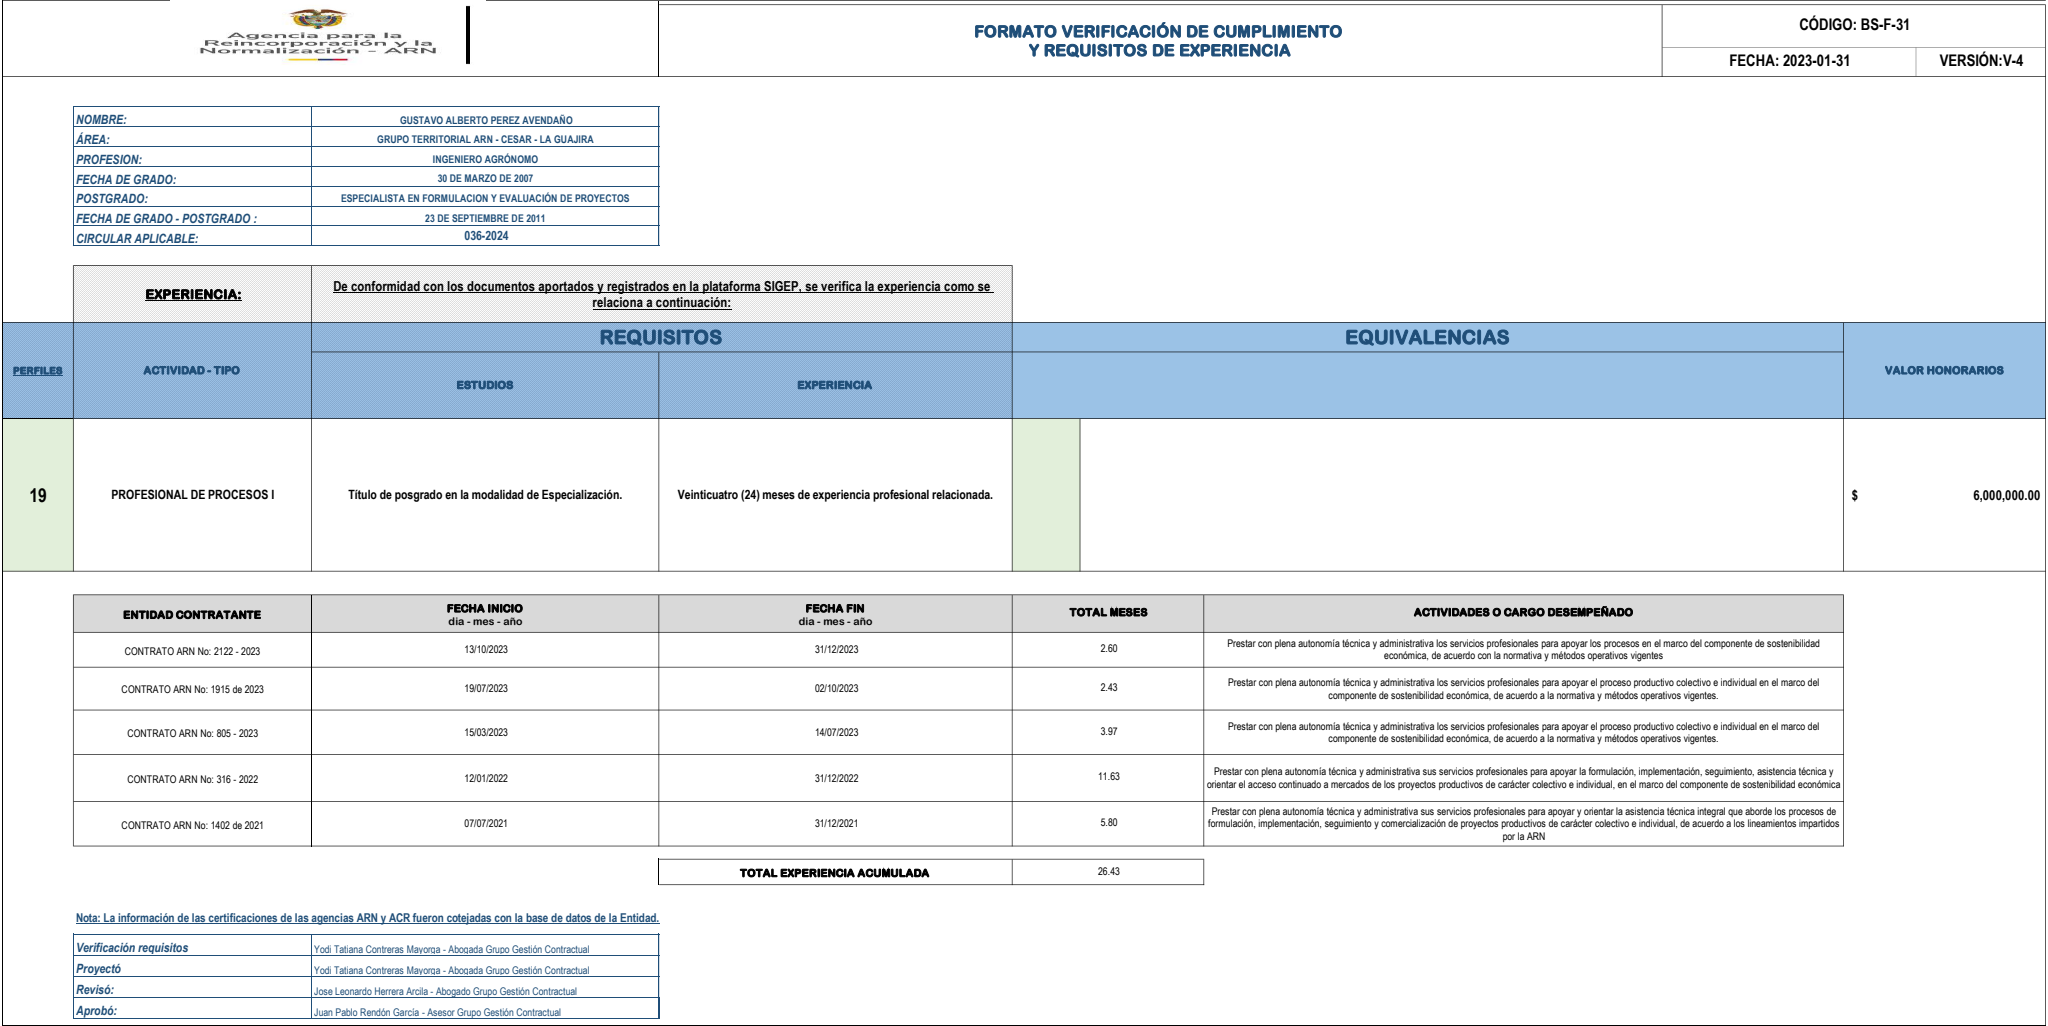 Agencia para la
Reincorporación y la
Normalización - ARN
FORMATO VERIFICACIÓN DE CUMPLIMIENTO
Y REQUISITOS DE EXPERIENCIA
CÓDIGO: BS-F-31
FECHA: 2023-01-31
VERSIÓN:V-4
NOMBRE: GUSTAVO ALBERTO PEREZ AVENDAÑO
ÁREA: GRUPO TERRITORIAL ARN - CESAR - LA GUAJIRA
PROFESION: INGENIERO AGRÓNOMO
FECHA DE GRADO: 30 DE MARZO DE 2007
POSTGRADO: ESPECIALISTA EN FORMULACION Y EVALUACIÓN DE PROYECTOS
FECHA DE GRADO - POSTGRADO : 23 DE SEPTIEMBRE DE 2011
CIRCULAR APLICABLE: 036-2024
EXPERIENCIA:
De conformidad con los documentos aportados y registrados en la plataforma SIGEP, se verifica la experiencia como se
relaciona a continuación:
PERFILES
ACTIVIDAD - TIPO
REQUISITOS
ESTUDIOS
EXPERIENCIA
EQUIVALENCIAS
VALOR HONORARIOS
19
PROFESIONAL DE PROCESOS I
Título de posgrado en la modalidad de Especialización.
Veinticuatro (24) meses de experiencia profesional relacionada.
$ 6,000,000.00
ENTIDAD CONTRATANTE
FECHA INICIO
dia - mes - año
FECHA FIN
dia - mes - año
TOTAL MESES
ACTIVIDADES O CARGO DESEMPEÑADO
CONTRATO ARN No: 2122 - 2023
13/10/2023
31/12/2023
2.60
Prestar con plena autonomía técnica y administrativa los servicios profesionales para apoyar los procesos en el marco del componente de sostenibilidad
económica, de acuerdo con la normativa y métodos operativos vigentes
CONTRATO ARN No: 1915 de 2023
19/07/2023
02/10/2023
2.43
Prestar con plena autonomía técnica y administrativa los servicios profesionales para apoyar el proceso productivo colectivo e individual en el marco del
componente de sostenibilidad económica, de acuerdo a la normativa y métodos operativos vigentes.
CONTRATO ARN No: 805 - 2023
15/03/2023
14/07/2023
3.97
Prestar con plena autonomía técnica y administrativa los servicios profesionales para apoyar el proceso productivo colectivo e individual en el marco del
componente de sostenibilidad económica, de acuerdo a la normativa y métodos operativos vigentes.
CONTRATO ARN No: 316 - 2022
12/01/2022
31/12/2022
11.63
Prestar con plena autonomía técnica y administrativa sus servicios profesionales para apoyar la formulación, implementación, seguimiento, asistencia técnica y
orientar el acceso continuado a mercados de los proyectos productivos de carácter colectivo e individual, en el marco del componente de sostenibilidad económica
CONTRATO ARN No: 1402 de 2021
07/07/2021
31/12/2021
5.80
Prestar con plena autonomía técnica y administrativa sus servicios profesionales para apoyar y orientar la asistencia técnica integral que aborde los procesos de
formulación, implementación, seguimiento y comercialización de proyectos productivos de carácter colectivo e individual, de acuerdo a los lineamientos impartidos
por la ARN
TOTAL EXPERIENCIA ACUMULADA 26.43
Nota: La información de las certificaciones de las agencias ARN y ACR fueron cotejadas con la base de datos de la Entidad.
Verificación requisitos Yodi Tatiana Contreras Mayorga - Abogada Grupo Gestión Contractual
Proyectó Yodi Tatiana Contreras Mayorga - Abogada Grupo Gestión Contractual
Revisó: Jose Leonardo Herrera Arcila - Abogado Grupo Gestión Contractual
Aprobó: Juan Pablo Rendón García - Asesor Grupo Gestión Contractual